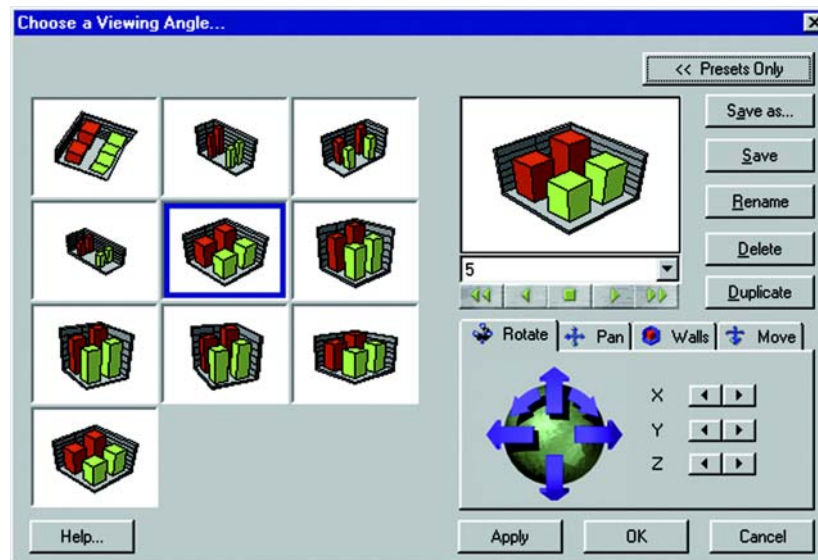 Choose a Viewing Angle...
<< Presets Only
Save as...
Save
Rename
Delete
Duplicate
5
Rotate
Pan
Walls
Move
X
Y
Z
Help...
Apply
OK
Cancel